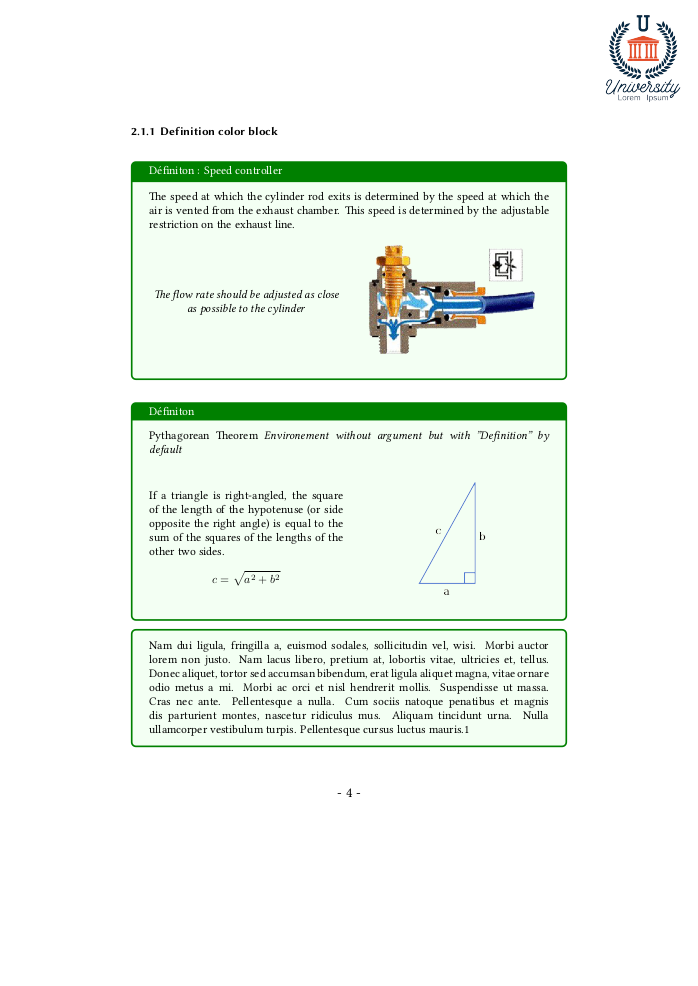 U
University
Lorem Ipsum
2.1.1 Definition color block
Définiton : Speed controller
The speed at which the cylinder rod exits is determined by the speed at which the
air is vented from the exhaust chamber. This speed is determined by the adjustable
restriction on the exhaust line.
The flow rate should be adjusted as close
as possible to the cylinder
Définiton
Pythagorean Theorem Environement without argument but with "Definition" by
default
If a triangle is right-angled, the square
of the length of the hypotenuse (or side
opposite the right angle) is equal to the
sum of the squares of the lengths of the
other two sides.
c = √a² + b²
c
b
a
Nam dui ligula, fringilla a, euismod sodales, sollicitudin vel, wisi. Morbi auctor
lorem non justo. Nam lacus libero, pretium at, lobortis vitae, ultricies et, tellus.
Donec aliquet, tortor sed accumsan bibendum, erat ligula aliquet magna, vitae ornare
odio metus a mi. Morbi ac orci et nisl hendrerit mollis. Suspendisse ut massa.
Cras nec ante. Pellentesque a nulla. Cum sociis natoque penatibus et magnis
dis parturient montes, nascetur ridiculus mus. Aliquam tincidunt urna. Nulla
ullamcorper vestibulum turpis. Pellentesque cursus luctus mauris.1
- 4 -